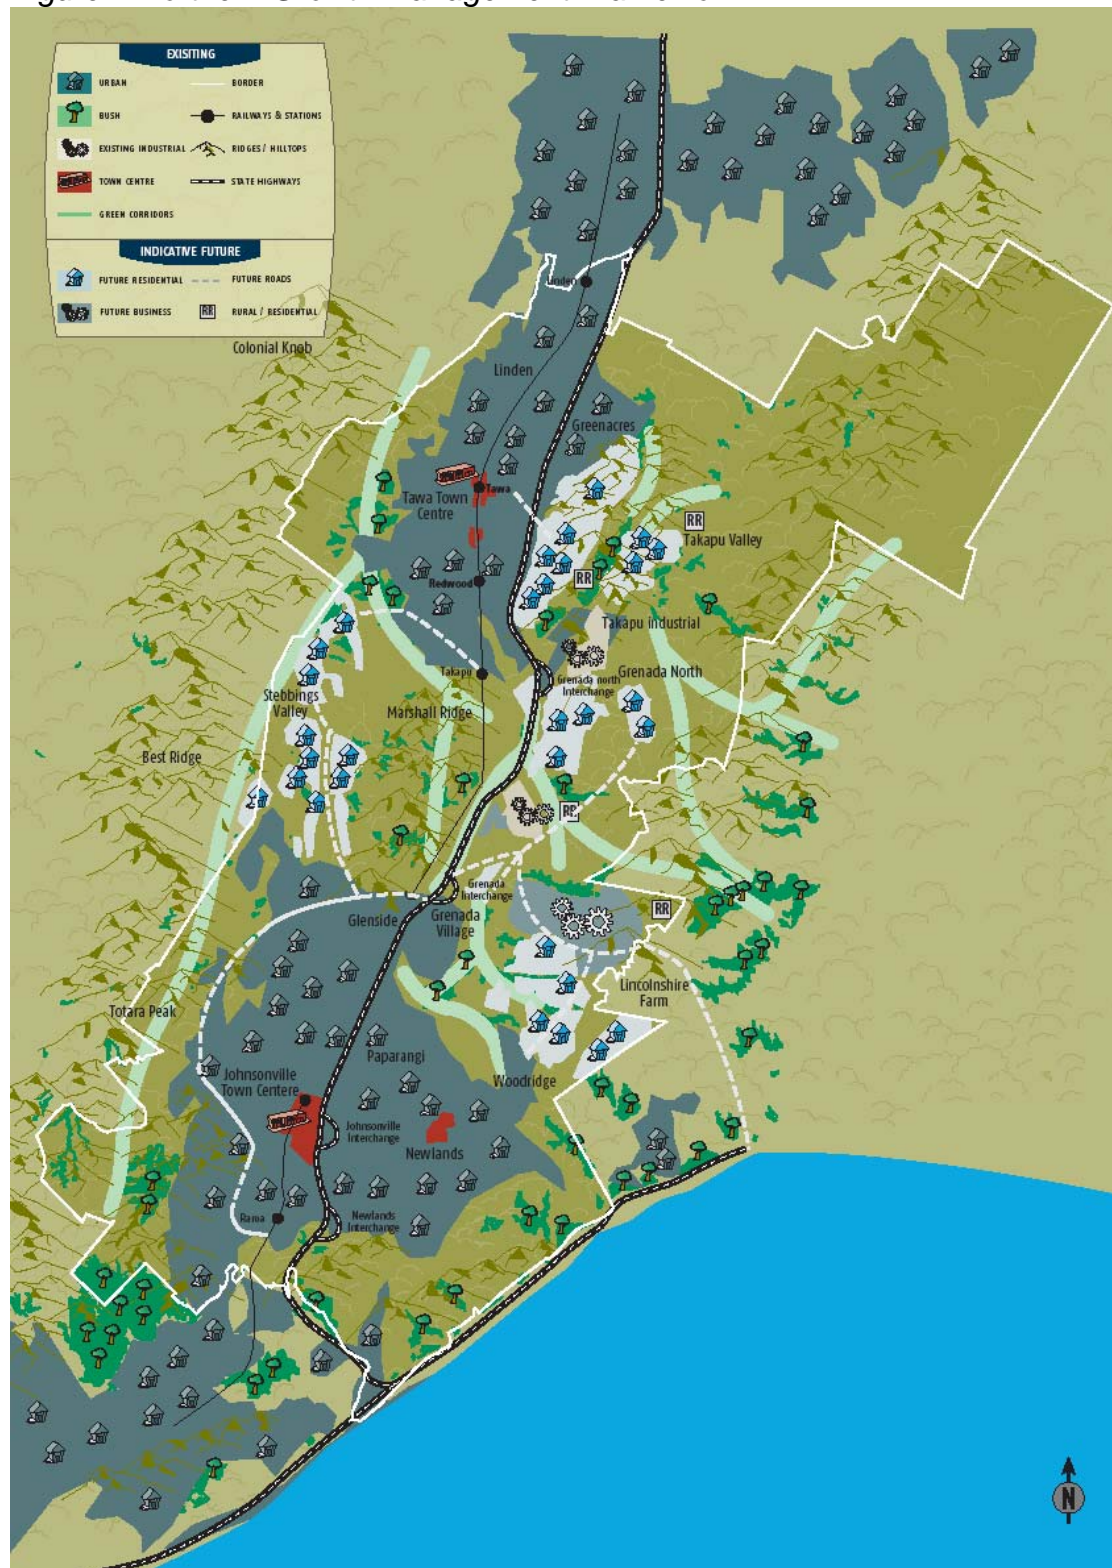 EXISITING
URBAN
BORDER
BUSH
RAILWAYS & STATIONS
EXISTING INDUSTRIAL
RIDGES / HILLTOPS
TOWN CENTRE
STATE HIGHWAYS
GREEN CORRIDORS
INDICATIVE FUTURE
FUTURE RESIDENTIAL
FUTURE ROADS
FUTURE BUSINESS
RR
RURAL / RESIDENTIAL
Linden
Colonial Knob
Linden
Greenacres
Tawa
Tawa Town
Centre
RR
Takapu Valley
Redwood
RR
Takapu industrial
Takapu
Grenada north
Interchange
Grenada North
Stebbings
Valley
Marshall Ridge
Best Ridge
RR
Grenada
Interchange
Glenside
Grenada
Village
RR
Lincolnshire
Farm
Totara Peak
Paparangi
Johnsonville
Town Centere
Woodridge
Johnsonville
Interchange
Newlands
Rama
Newlands
Interchange
N